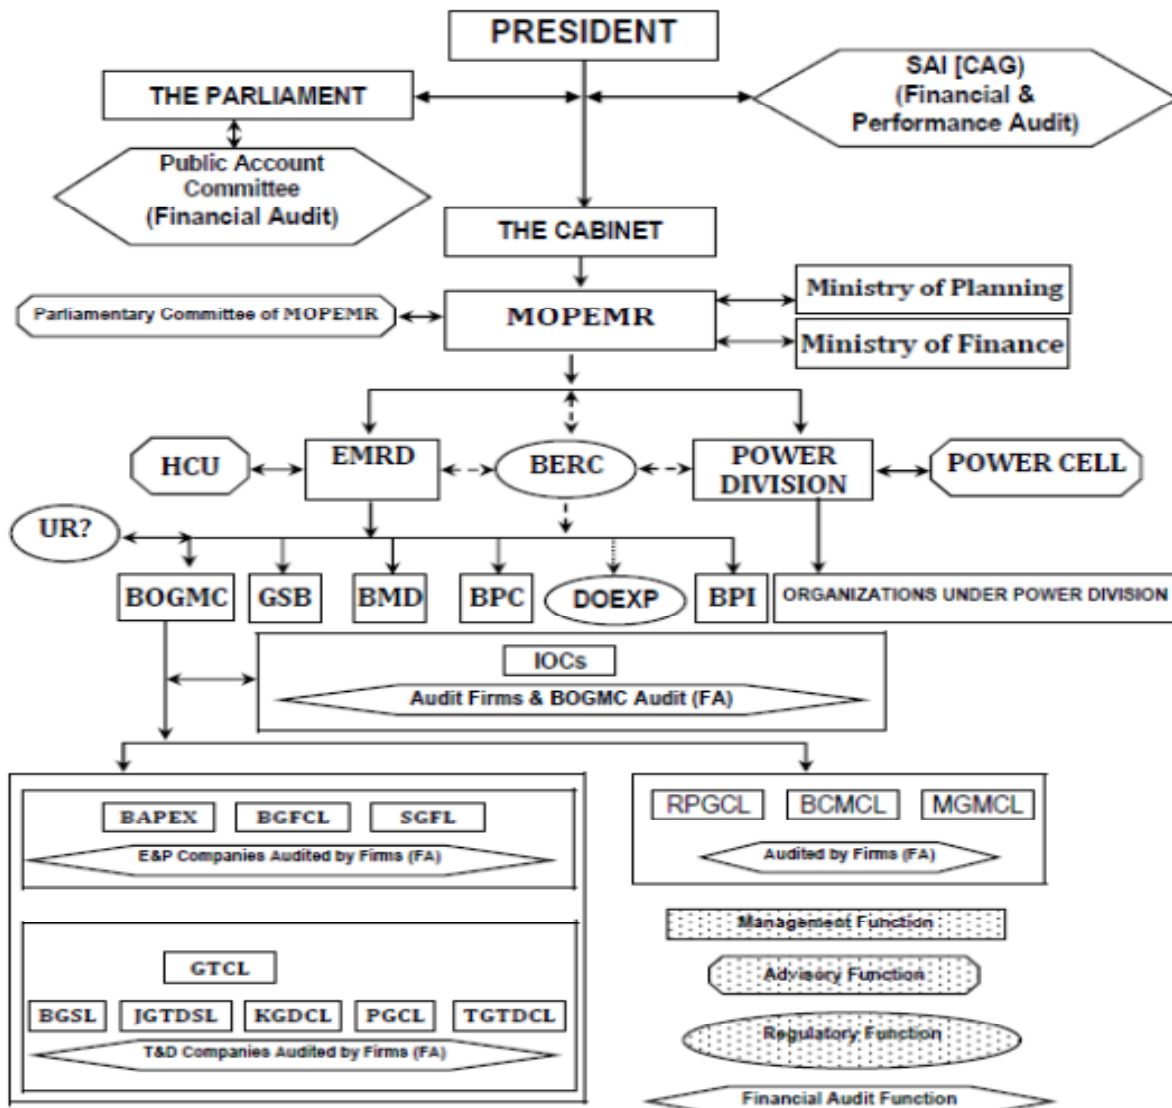 PRESIDENT
THE PARLIAMENT
SAI [CAG)
(Financial &
Performance Audit)
Public Account
Committee
(Financial Audit)
THE CABINET
Parliamentary Committee of MOPEMR
MOPEMR
Ministry of Planning
Ministry of Finance
HCU
EMRD
BERC
POWER
DIVISION
POWER CELL
UR?
BOGMC
GSB
BMD
BPC
DOEXP
BPI
ORGANIZATIONS UNDER POWER DIVISION
IOCs
Audit Firms & BOGMC Audit (FA)
BAPEX
BGFCL
SGFL
E&P Companies Audited by Firms (FA)
RPGCL
BCMCL
MGMCL
Audited by Firms (FA)
GTCL
BGSL
JGTDSL
KGDCL
PGCL
TGTDCL
T&D Companies Audited by Firms (FA)
Management Function
Advisory Function
Regulatory Function
Financial Audit Function